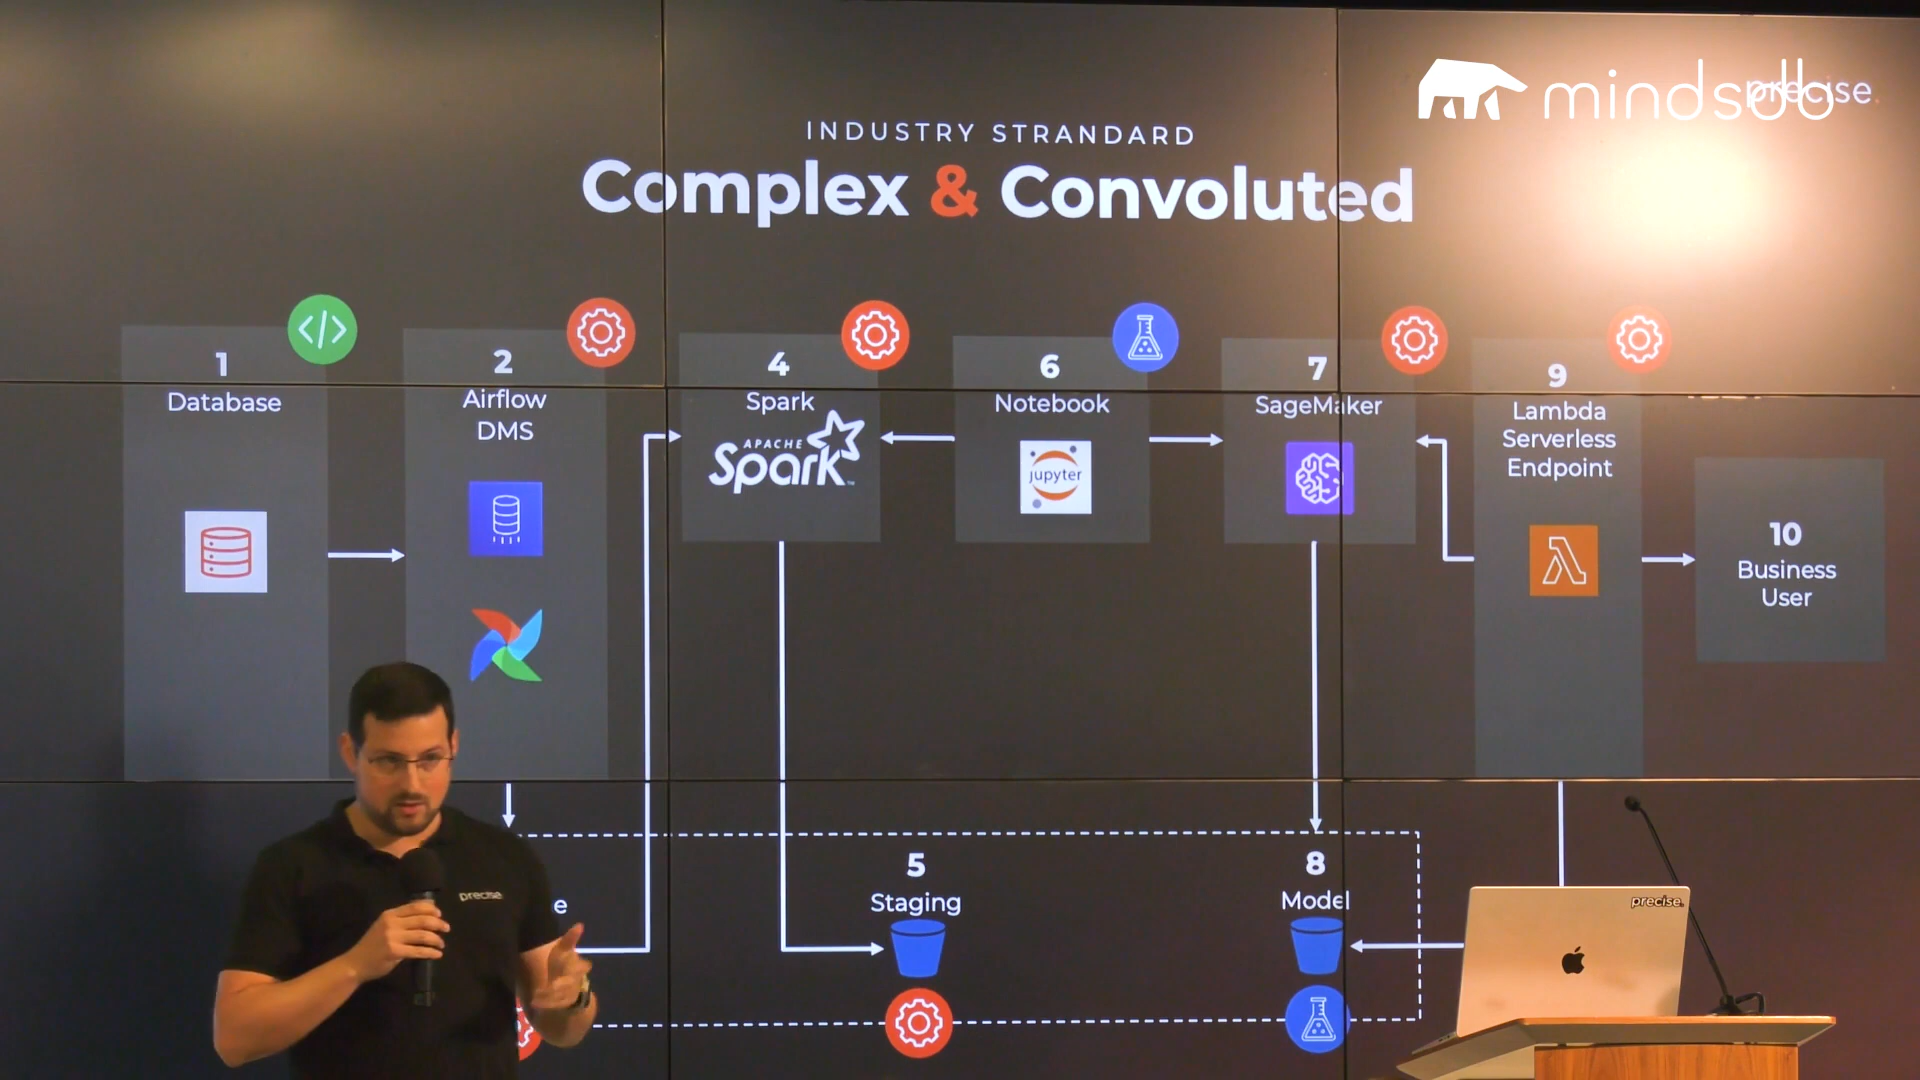 mindsdb
precise.
INDUSTRY STRANDARD
Complex & Convoluted
</>
1
Database
2
Airflow
DMS
4
Spark
APACHE
Spark
TM
6
Notebook
jupyter
7
SageMaker
9
Lambda
Serverless
Endpoint
10
Business
User
5
Staging
8
Model
e
precise
precise.